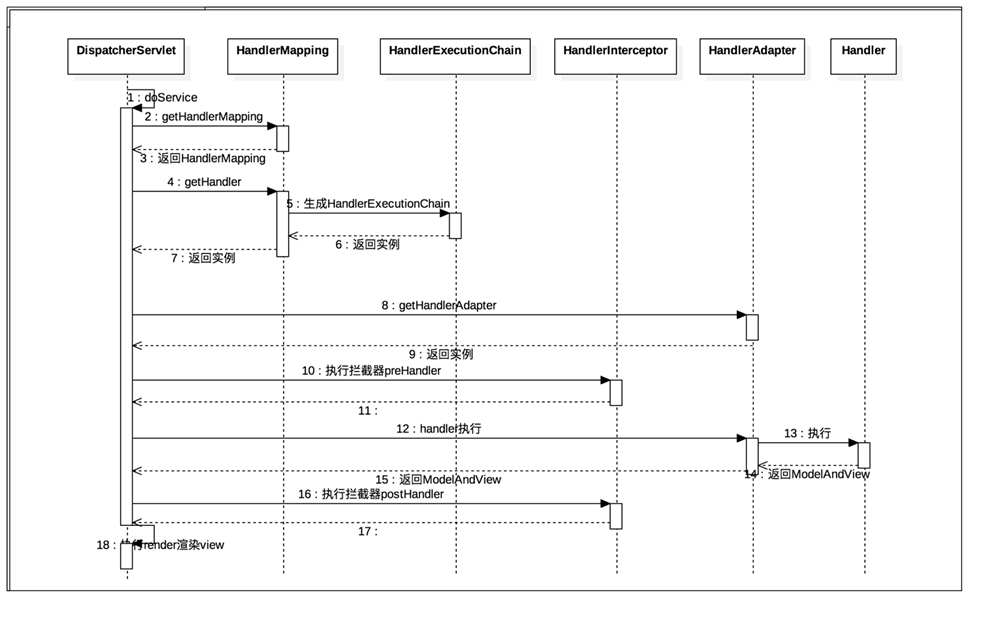 DispatcherServlet
HandlerMapping
HandlerExecutionChain
HandlerInterceptor
HandlerAdapter
Handler
1 : doService
2 : getHandlerMapping
3 : 返回HandlerMapping
4 : getHandler
5 : 生成HandlerExecutionChain
6 : 返回实例
7 : 返回实例
8 : getHandlerAdapter
9 : 返回实例
10 : 执行拦截器preHandler
11 :
12 : handler执行
13 : 执行
14 : 返回ModelAndView
15 : 返回ModelAndView
16 : 执行拦截器postHandler
17 :
18 : 执行render渲染view